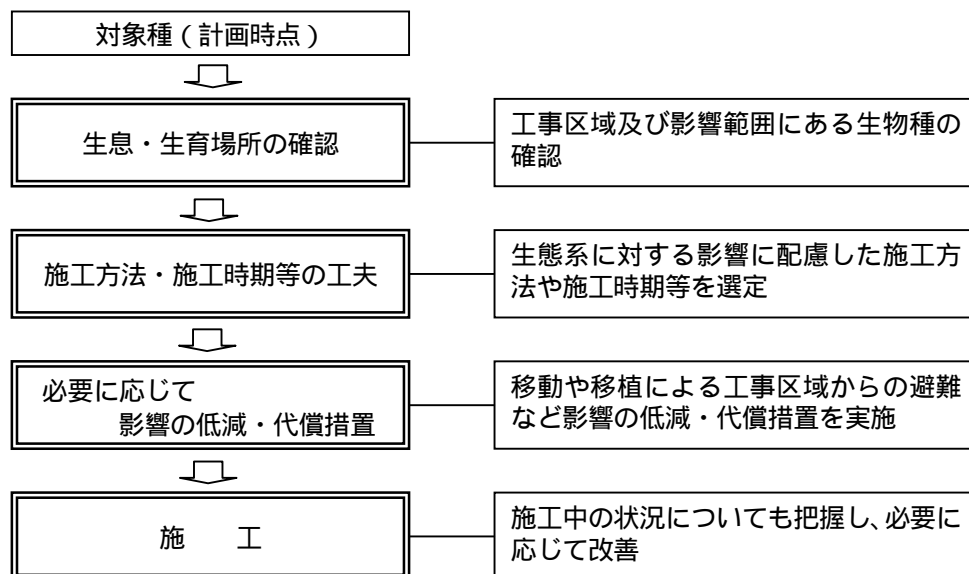 対象種（計画時点）
生息・生育場所の確認
工事区域及び影響範囲にある生物種の
確認
施工方法・施工時期等の工夫
生態系に対する影響に配慮した施工方
法や施工時期等を選定
必要に応じて
影響の低減・代償措置
移動や移植による工事区域からの避難
など影響の低減・代償措置を実施
施　工
施工中の状況についても把握し、必要に
応じて改善